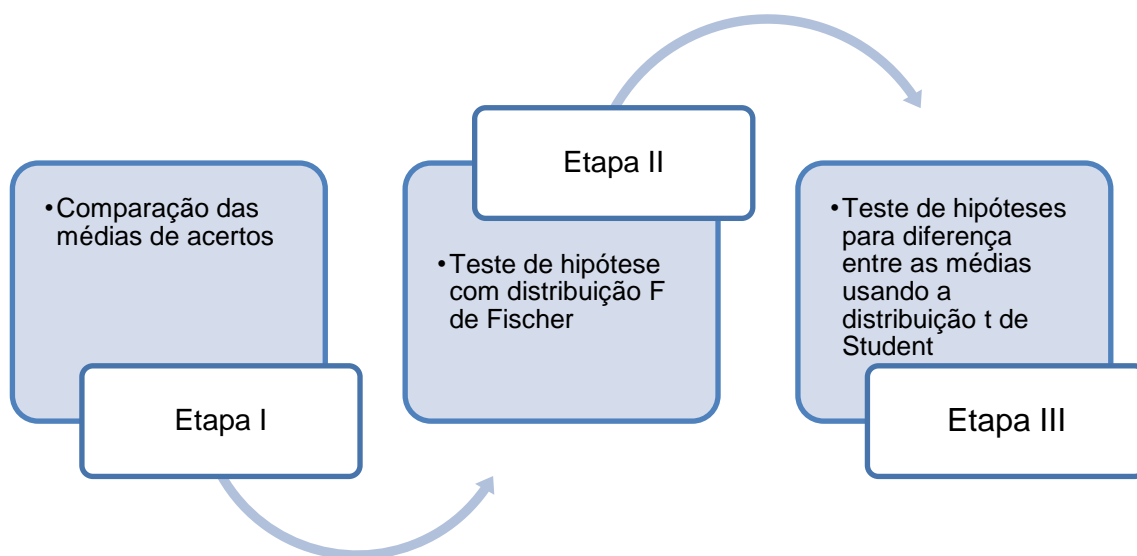 •Comparação das
médias de acertos
Etapa I
Etapa II
•Teste de hipótese
com distribuição F
de Fischer
•Teste de hipóteses
para diferença
entre as médias
usando a
distribuição t de
Student
Etapa III